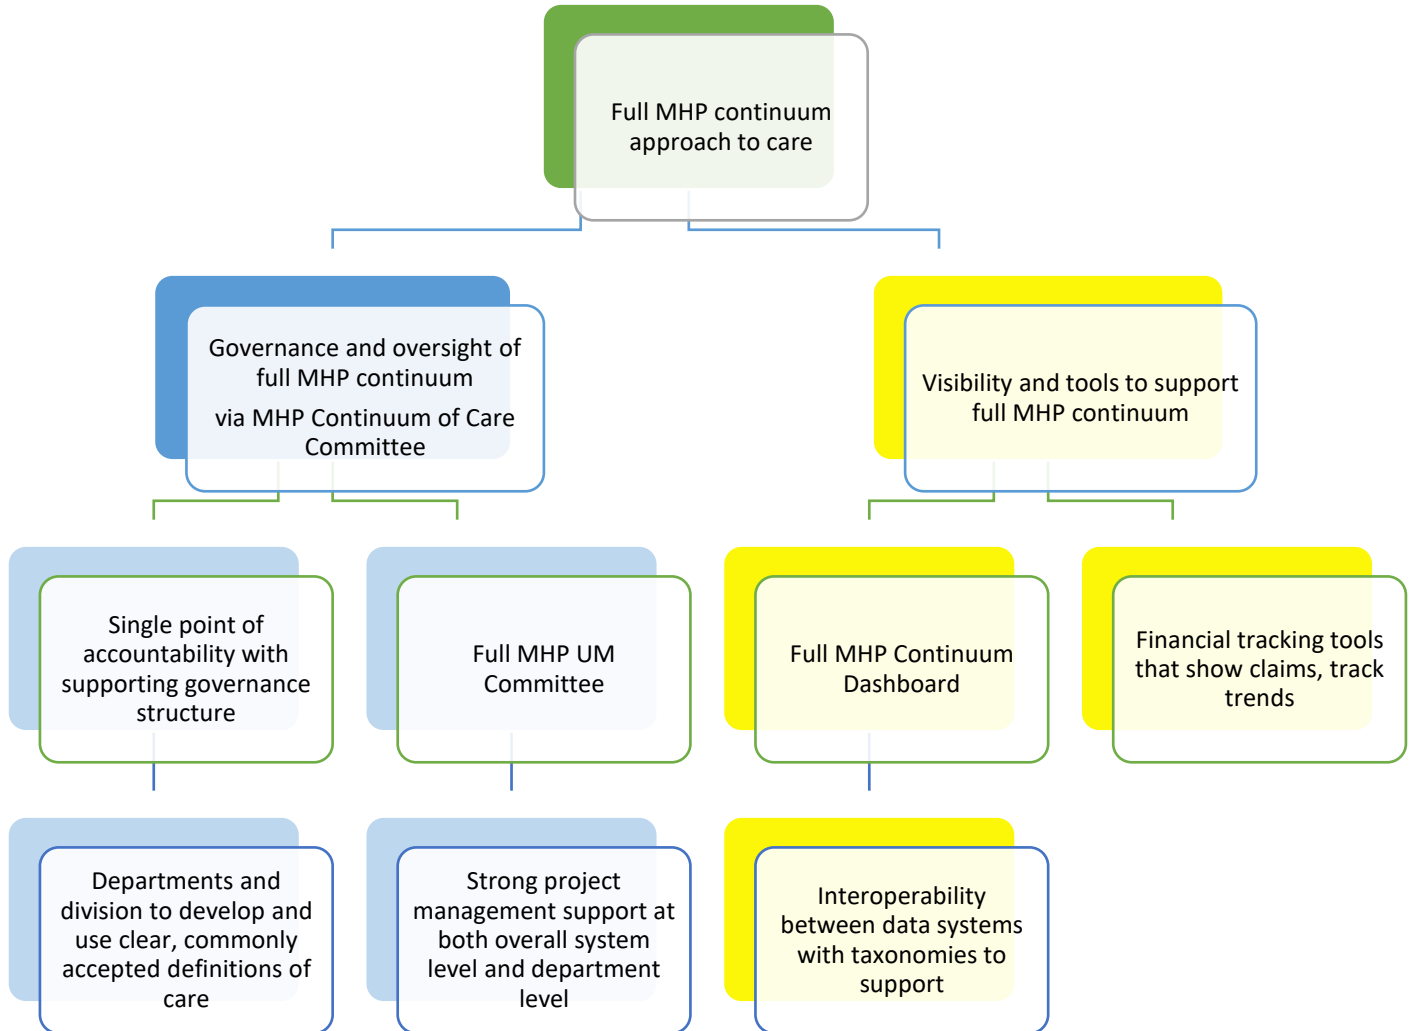 Full MHP continuum
approach to care
Governance and oversight of
full MHP continuum
via MHP Continuum of Care
Committee
Visibility and tools to support
full MHP continuum
Single point of
accountability with
supporting governance
structure
Full MHP UM
Committee
Full MHP Continuum
Dashboard
Financial tracking tools
that show claims, track
trends
Departments and
division to develop and
use clear, commonly
accepted definitions of
care
Strong project
management support at
both overall system
level and department
level
Interoperability
between data systems
with taxonomies to
support